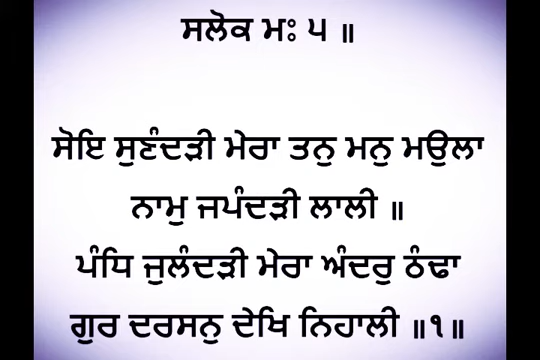 ਸਲੋਕ ਮਃ ੫ ॥
ਸੋਇ ਸੁਣੰਦੜੀ ਮੇਰਾ ਤਨੁ ਮਨੁ ਮਉਲਾ
ਨਾਮੁ ਜਪੰਦੜੀ ਲਾਲੀ ॥
ਪੰਧਿ ਜੁਲੰਦੜੀ ਮੇਰਾ ਅੰਦਰੁ ਠੰਢਾ
ਗੁਰ ਦਰਸਨੁ ਦੇਖਿ ਨਿਹਾਲੀ ॥੧॥